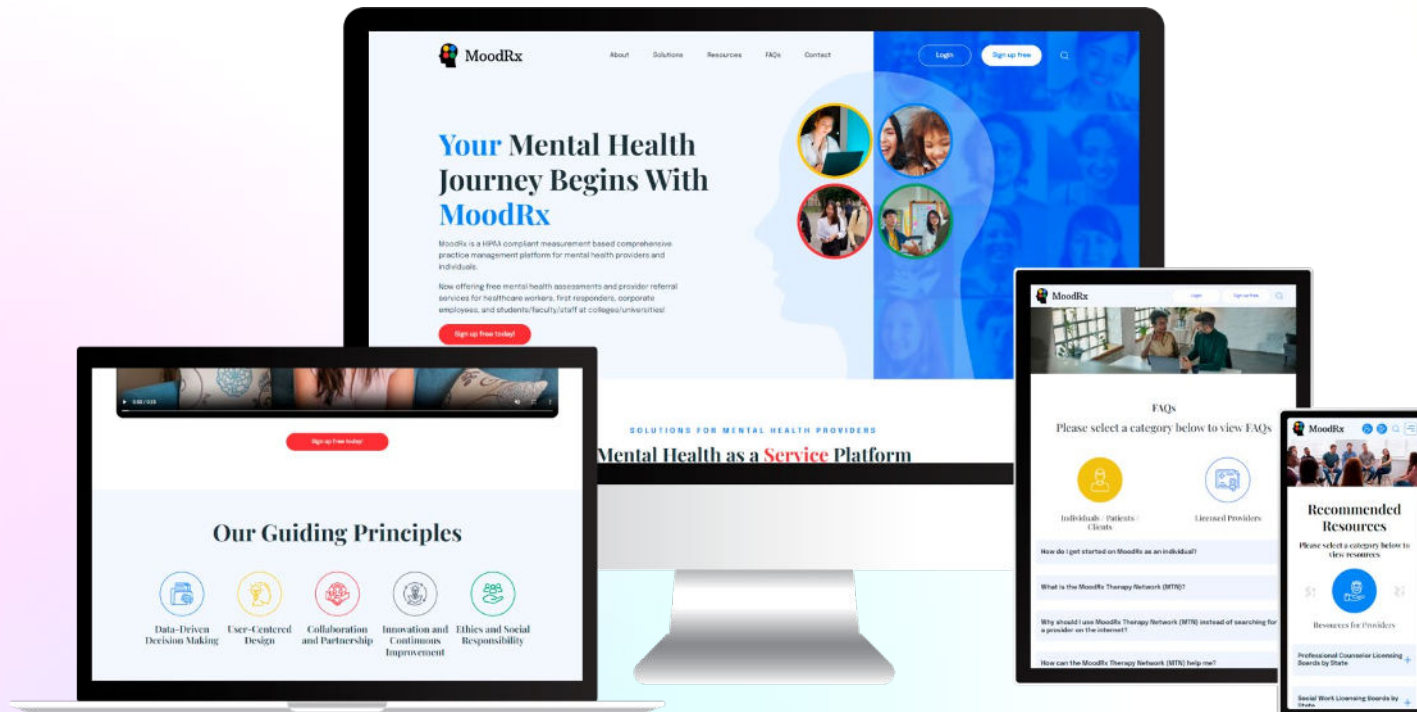 MoodRx
About Solutions Resources FAQs Contact
Login Sign up free
Your Mental Health
Journey Begins With
MoodRx
MoodRx is a HIPAA compliant measurement based comprehensive
practice management platform for mental health providers and
individuals.
Now offering free mental health assessments and provider referral
services for healthcare workers, first responders, corporate
employees, and students/faculty/staff at colleges/universities!
Sign up free today!
SOLUTIONS FOR MENTAL HEALTH PROVIDERS
Mental Health as a Service Platform
Sign up free today!
Our Guiding Principles
Data-Driven
Decision Making
User-Centered
Design
Collaboration
and Partnership
Innovation and
Continuous
Improvement
Ethics and Social
Responsibility
MoodRx
Login Sign up free
FAQs
Please select a category below to view FAQs
Individuals / Patients /
Clients
Licensed Providers
How do I get started on MoodRx as an individual?
What is the MoodRx Therapy Network (MTN)?
Why should I use MoodRx Therapy Network (MTN) instead of searching for
a provider on the internet?
How can the MoodRx Therapy Network (MTN) help me?
MoodRx
Recommended
Resources
Please select a category below to
view resources
Resources for Providers
Professional Counselor Licensing
Boards by State
Social Work Licensing Boards by
State